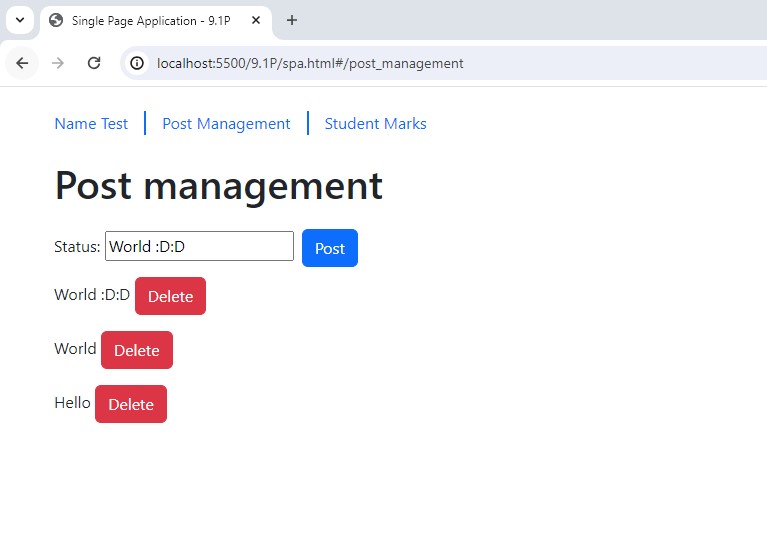 Single Page Application - 9.1P
localhost:5500/9.1P/spa.html#/post_management
Name Test Post Management Student Marks
Post management
Status: World :D:D Post
World :D:D Delete
World Delete
Hello Delete